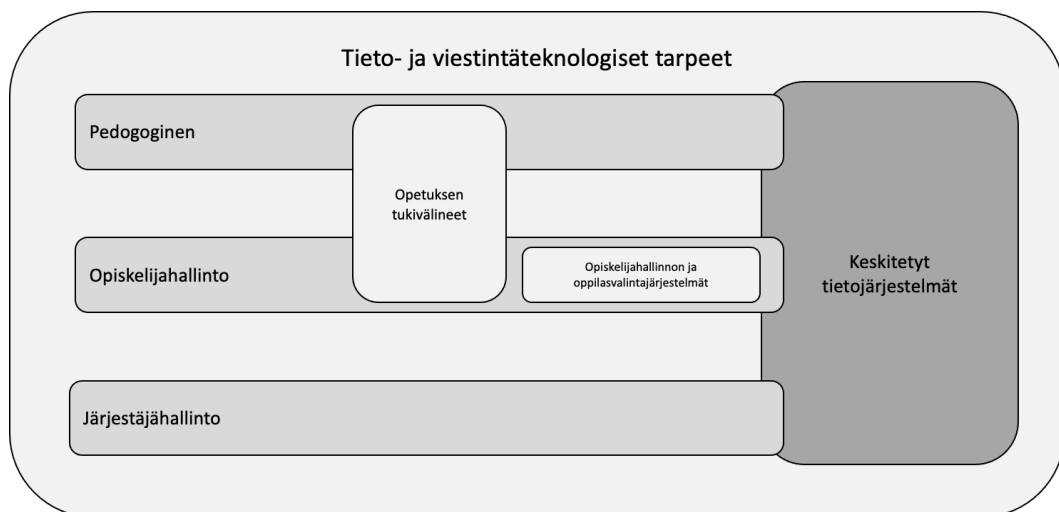 Tieto- ja viestintäteknologiset tarpeet
Pedogoginen
Opetuksen
tukivälineet
Opiskelijahallinto
Opiskelijahallinnon ja
oppilasvalintajärjestelmät
Keskitetyt
tietojärjestelmät
Järjestäjähallinto